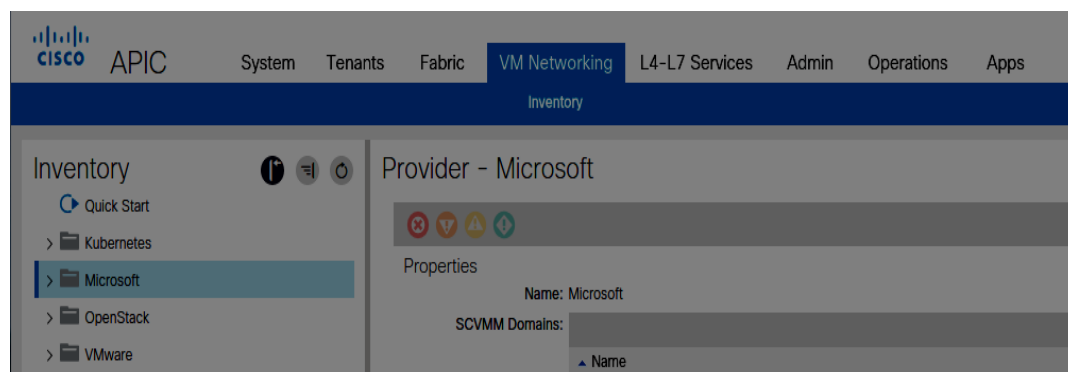 CISCO APIC System Tenants Fabric VM Networking L4-L7 Services Admin Operations Apps
Inventory
Inventory
Quick Start
Kubernetes
Microsoft
OpenStack
VMware
Provider - Microsoft
Properties
Name: Microsoft
SCVMM Domains:
Name